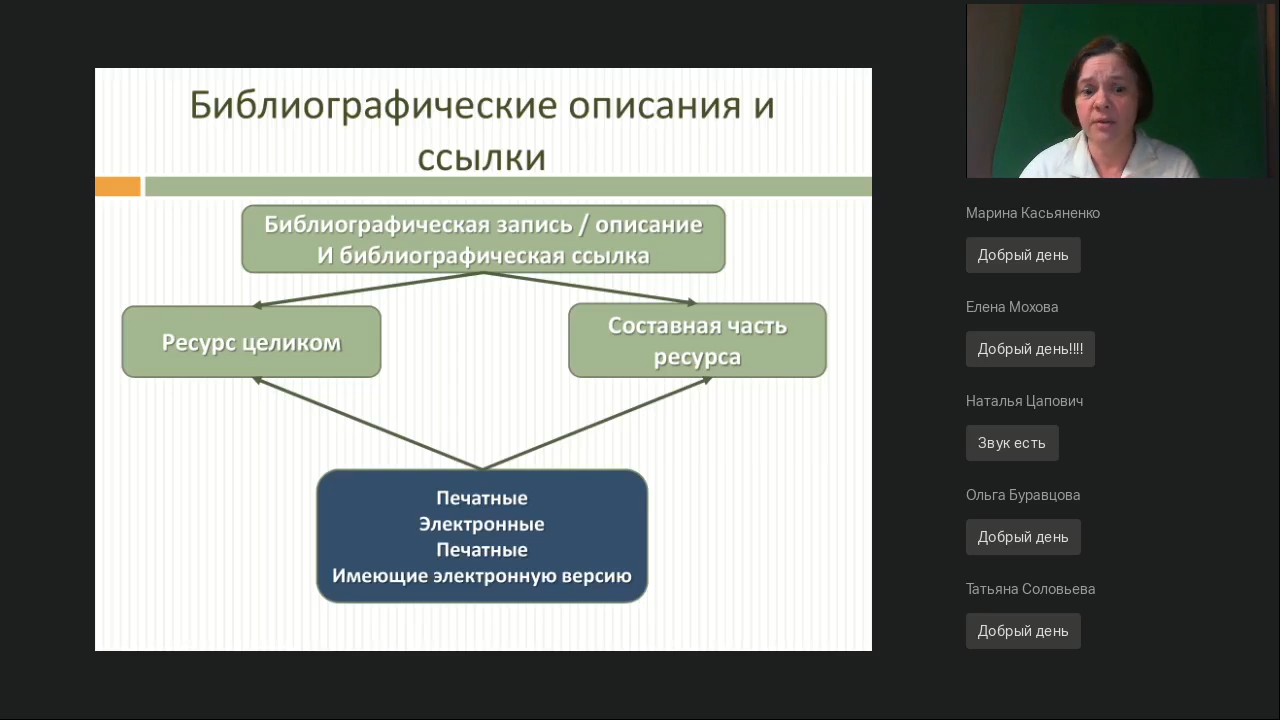 Библиографические описания и
ссылки
Библиографическая запись / описание
И библиографическая ссылка
Ресурс целиком
Составная часть
ресурса
Печатные
Электронные
Печатные
Имеющие электронную версию
Марина Касьяненко
Добрый день
Елена Мохова
Добрый день!!!!
Наталья Цапович
Звук есть
Ольга Буравцова
Добрый день
Татьяна Соловьева
Добрый день